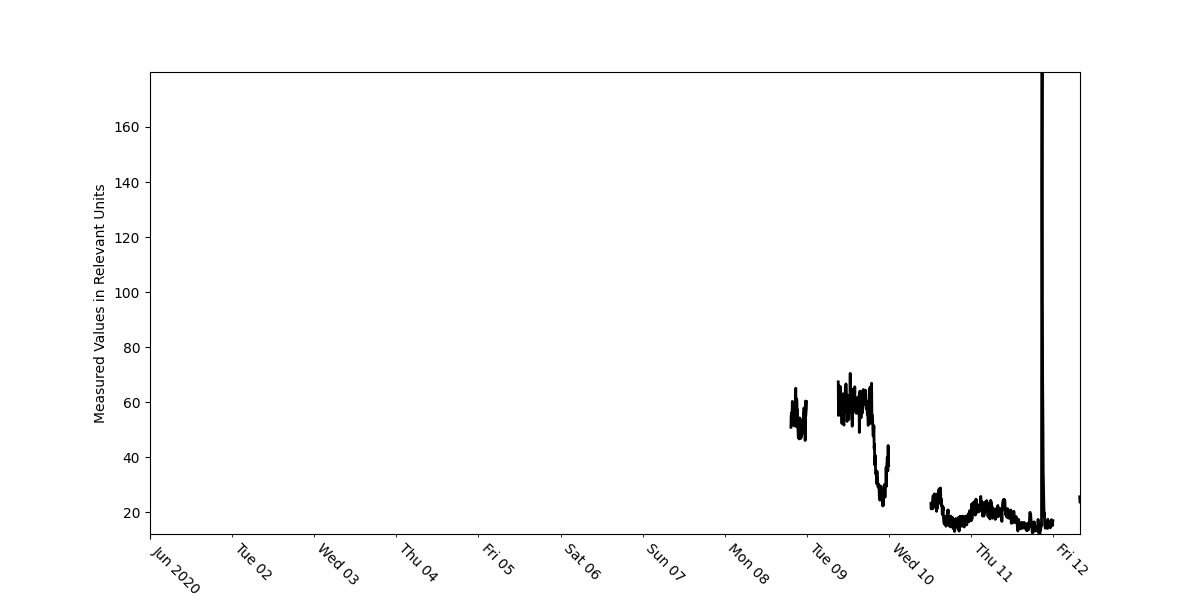 Measured Values in Relevant Units
160
140
120
100
80
60
40
20
Jun 2020
Tue 02
Wed 03
Thu 04
Fri 05
Sat 06
Sun 07
Mon 08
Tue 09
Wed 10
Thu 11
Fri 12